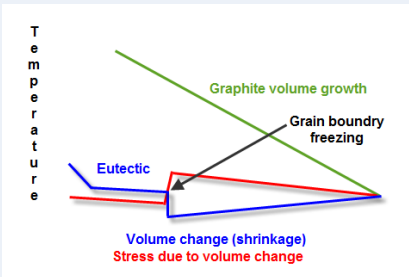 Temperature
Graphite volume growth
Grain boundry
freezing
Eutectic
Volume change (shrinkage)
Stress due to volume change